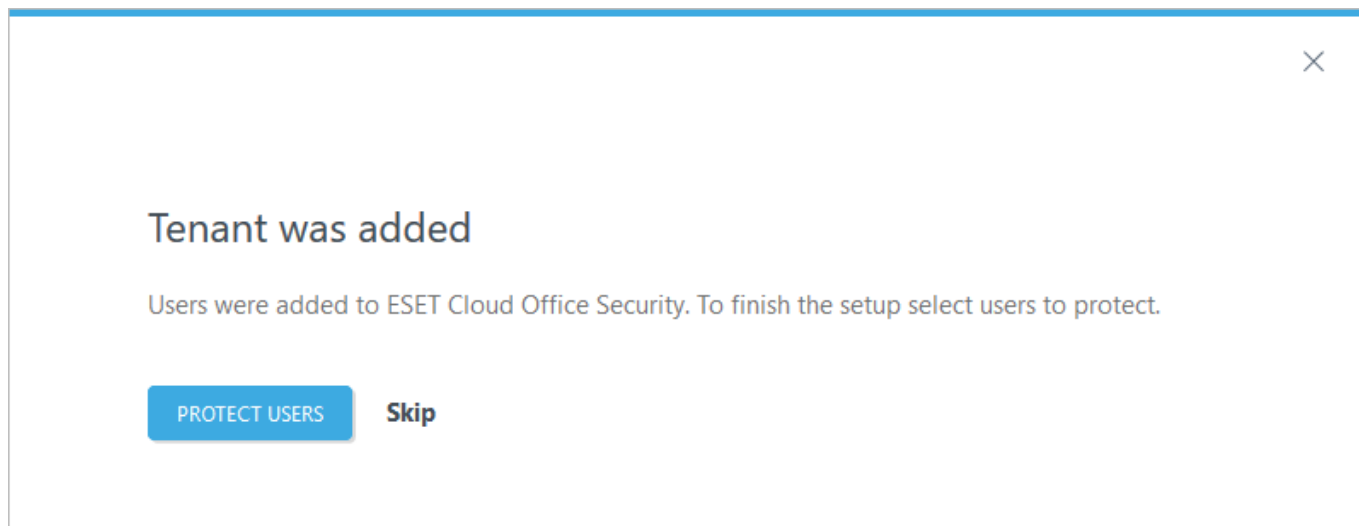 Tenant was added
Users were added to ESET Cloud Office Security. To finish the setup select users to protect.
PROTECT USERS
Skip